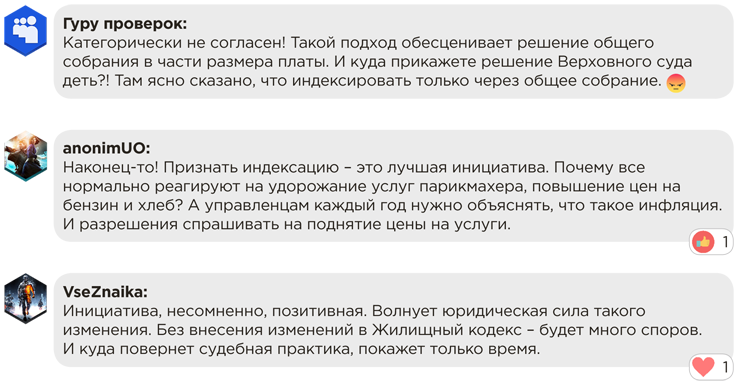 Гуру проверок:
Категорически не согласен! Такой подход обесценивает решение общего
собрания в части размера платы. И куда прикажете решение Верховного суда
деть?! Там ясно сказано, что индексировать только через общее собрание. 😡
anonimUO:
Наконец-то! Признать индексацию – это лучшая инициатива. Почему все
нормально реагируют на удорожание услуг парикмахера, повышение цен на
бензин и хлеб? А управленцам каждый год нужно объяснять, что такое инфляция.
И разрешения спрашивать на поднятие цены на услуги.
👍 1
VseZnaika:
Инициатива, несомненно, позитивная. Волнует юридическая сила такого
изменения. Без внесения изменений в Жилищный кодекс – будет много споров.
И куда повернет судебная практика, покажет только время.
❤ 1